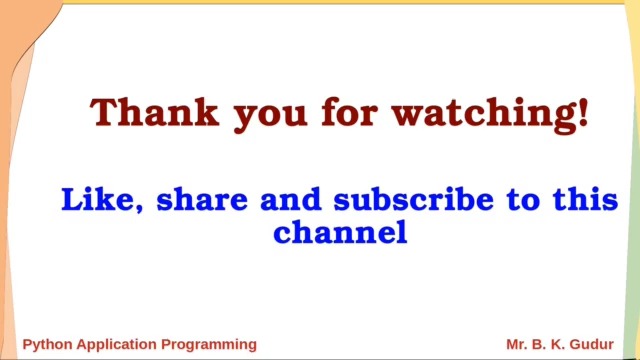 Thank you for watching!
Like, share and subscribe to this
channel
Python Application Programming
Mr. B. K. Gudur